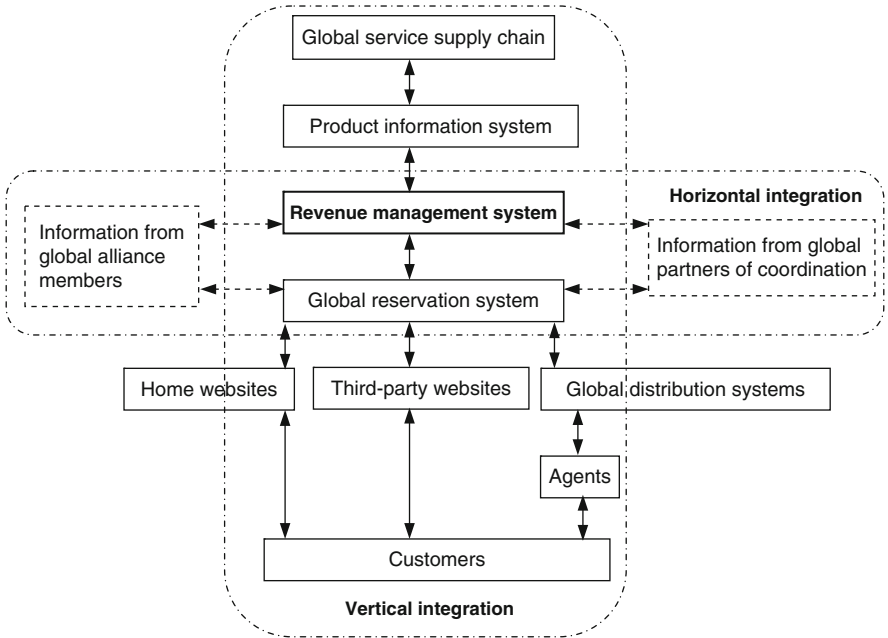 Global service supply chain
Product information system
Horizontal integration
Revenue management system
Information from
global alliance
members
Information from global
partners of coordination
Global reservation system
Home websites
Third-party websites
Global distribution systems
Agents
Customers
Vertical integration